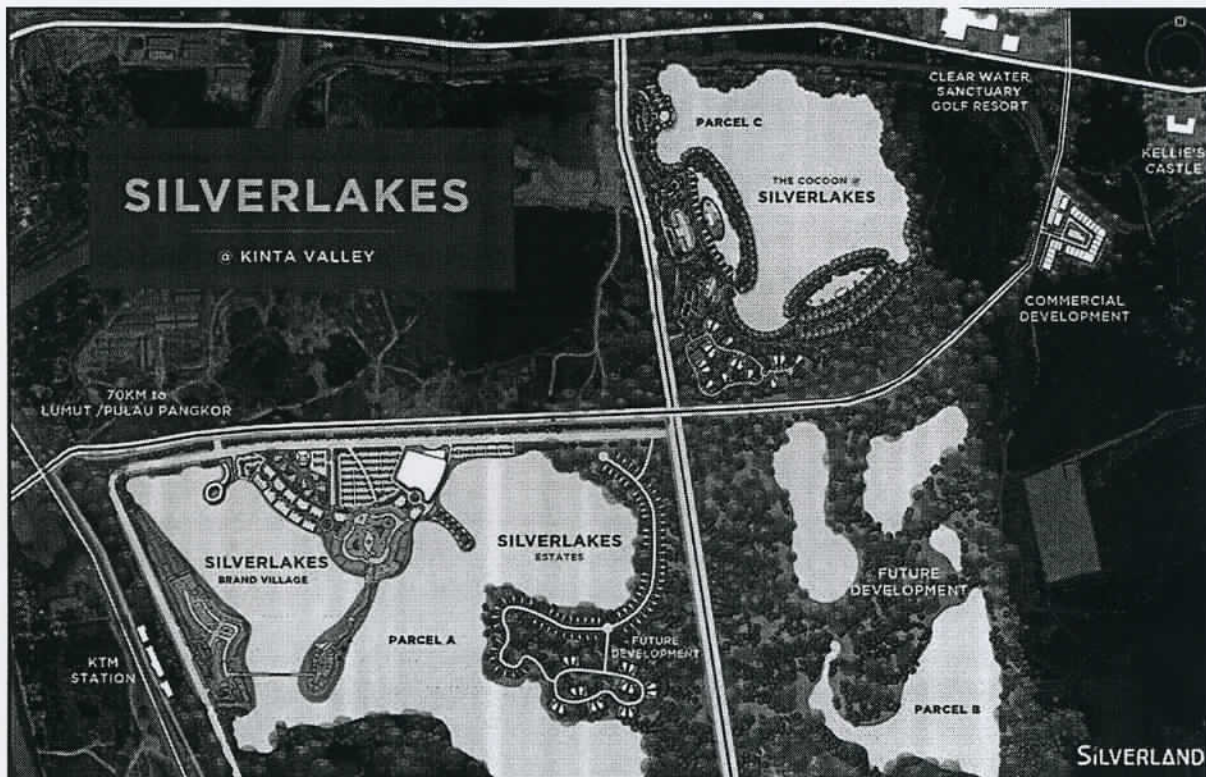 CLEAR WATER
SANCTUARY
GOLF RESORT
PARCEL C
KELLIE'S
CASTLE
SILVERLAKES
@ KINTA VALLEY
THE COCOON @
SILVERLAKES
COMMERCIAL
DEVELOPMENT
70KM to
LUMUT / PULAU PANGKOR
SILVERLAKES
BRAND VILLAGE
SILVERLAKES
ESTATES
FUTURE
DEVELOPMENT
PARCEL A
FUTURE
DEVELOPMENT
KTM
STATION
PARCEL B
SILVERLAND